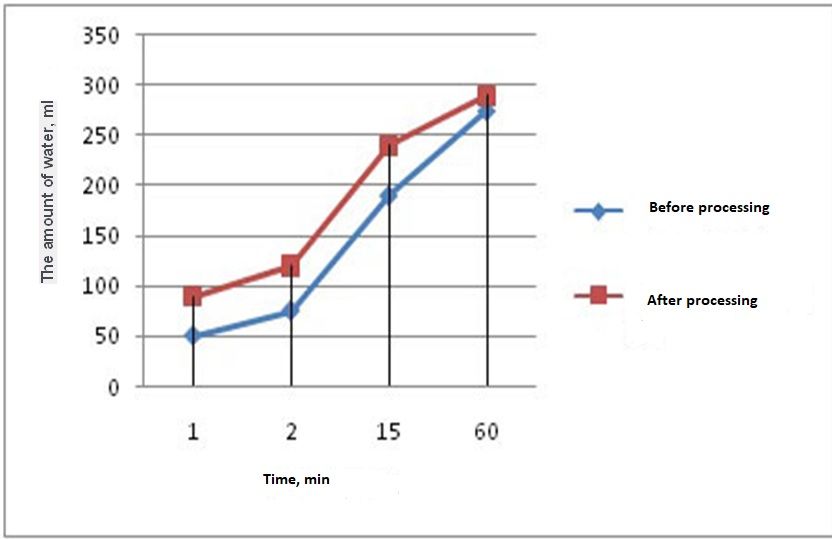 350
300
250
200
150
100
50
0
The amount of water, ml
1 2 15 60
Time, min
Before processing
After processing